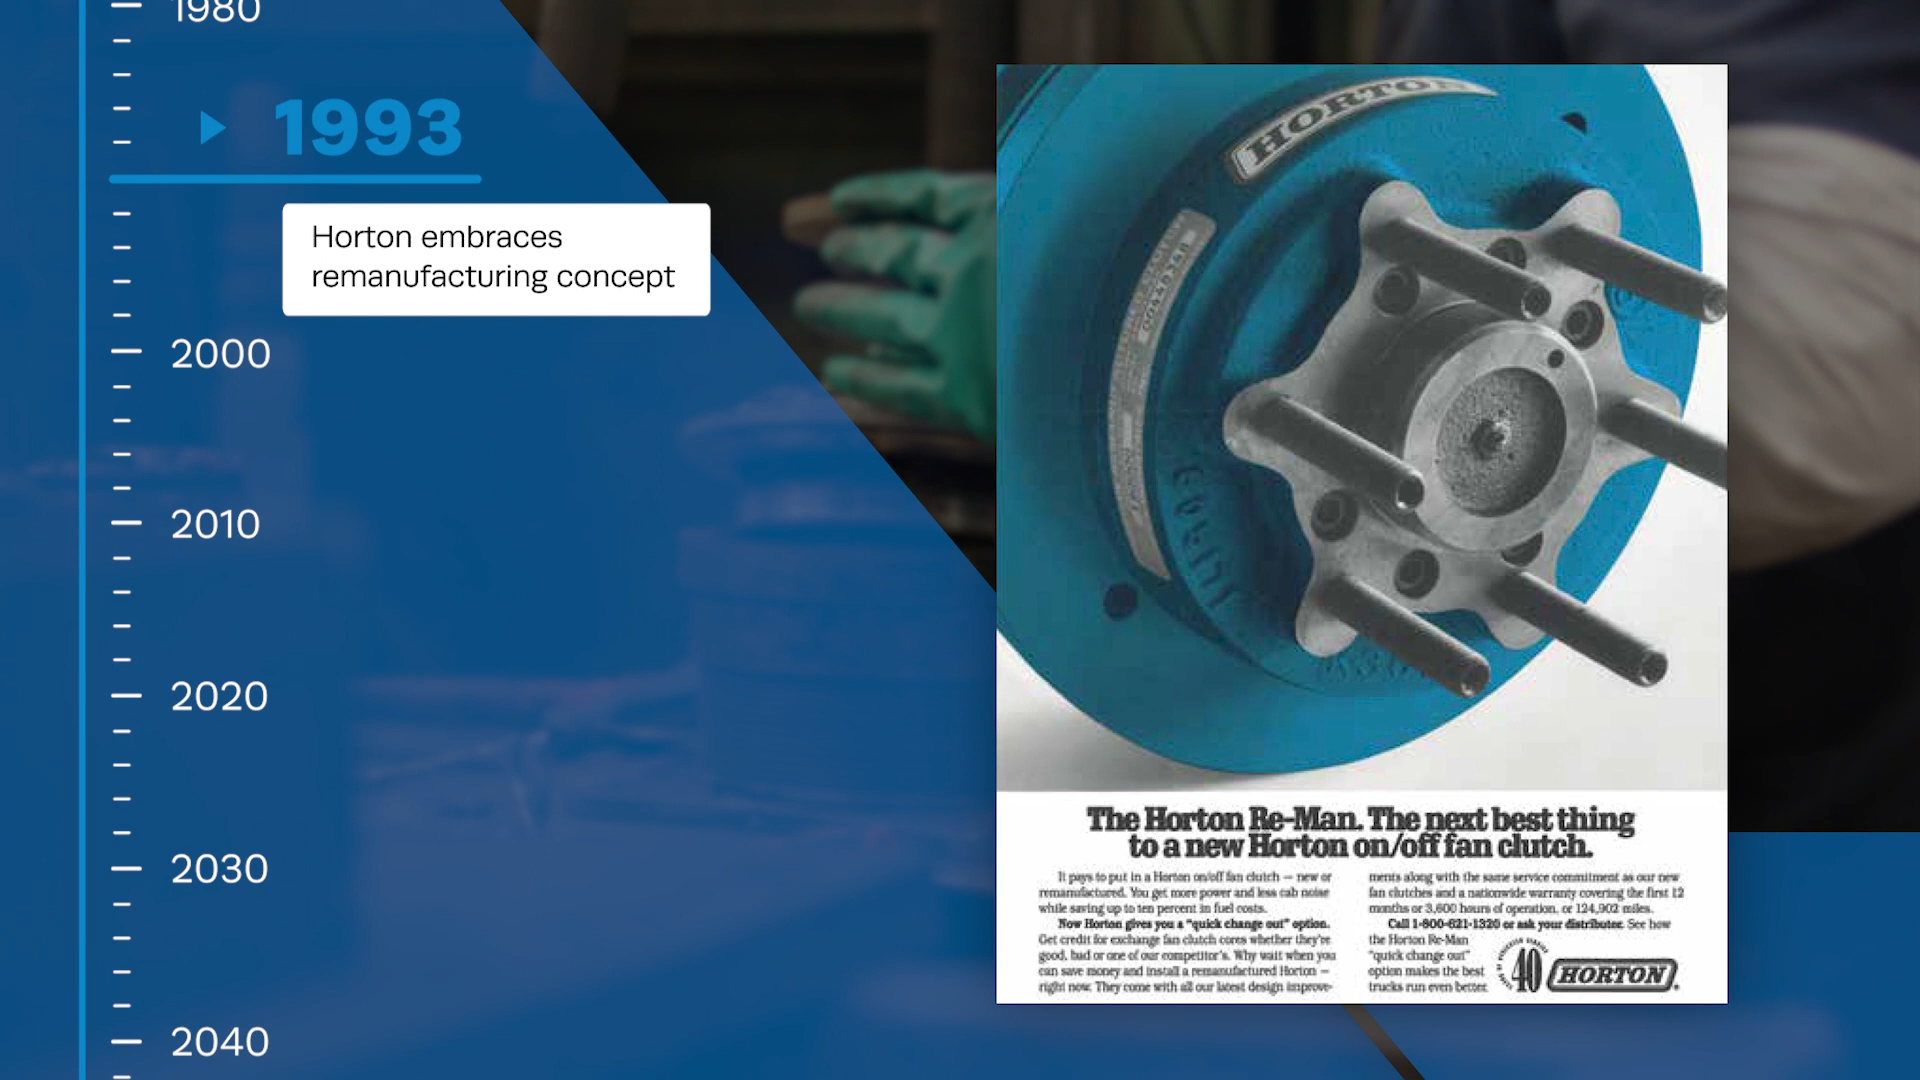 1980
1993
Horton embraces
remanufacturing concept
2000
2010
2020
2030
2040
HORTON
The Horton Re-Man. The next best thing
to a new Horton on/off fan clutch.
It pays to put in a Horton on/off fan clutch — new or
remanufactured. You get more power and less cab noise
while saving up to ten percent in fuel costs.
Now Horton gives you a "quick change out" option.
Get credit for exchange fan clutch cores whether they're
good, bad or one of our competitor's. Why wait when you
can save money and install a remanufactured Horton —
right now. They come with all our latest design improve-
ments along with the same service commitment as our new
fan clutches and a nationwide warranty covering the first 12
months or 3,600 hours of operation, or 124,902 miles.
Call 1-800-621-1320 or ask your distributor. See how
the Horton Re-Man
"quick change out"
option makes the best
trucks run even better.
40
HORTON